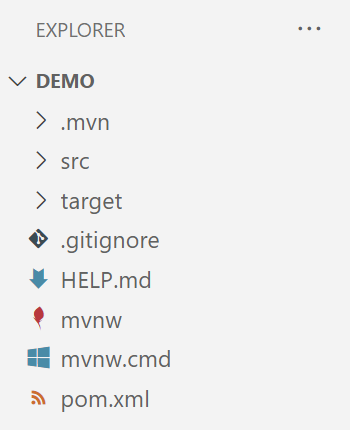 EXPLORER
DEMO
.mvn
src
target
.gitignore
HELP.md
mvnw
mvnw.cmd
pom.xml